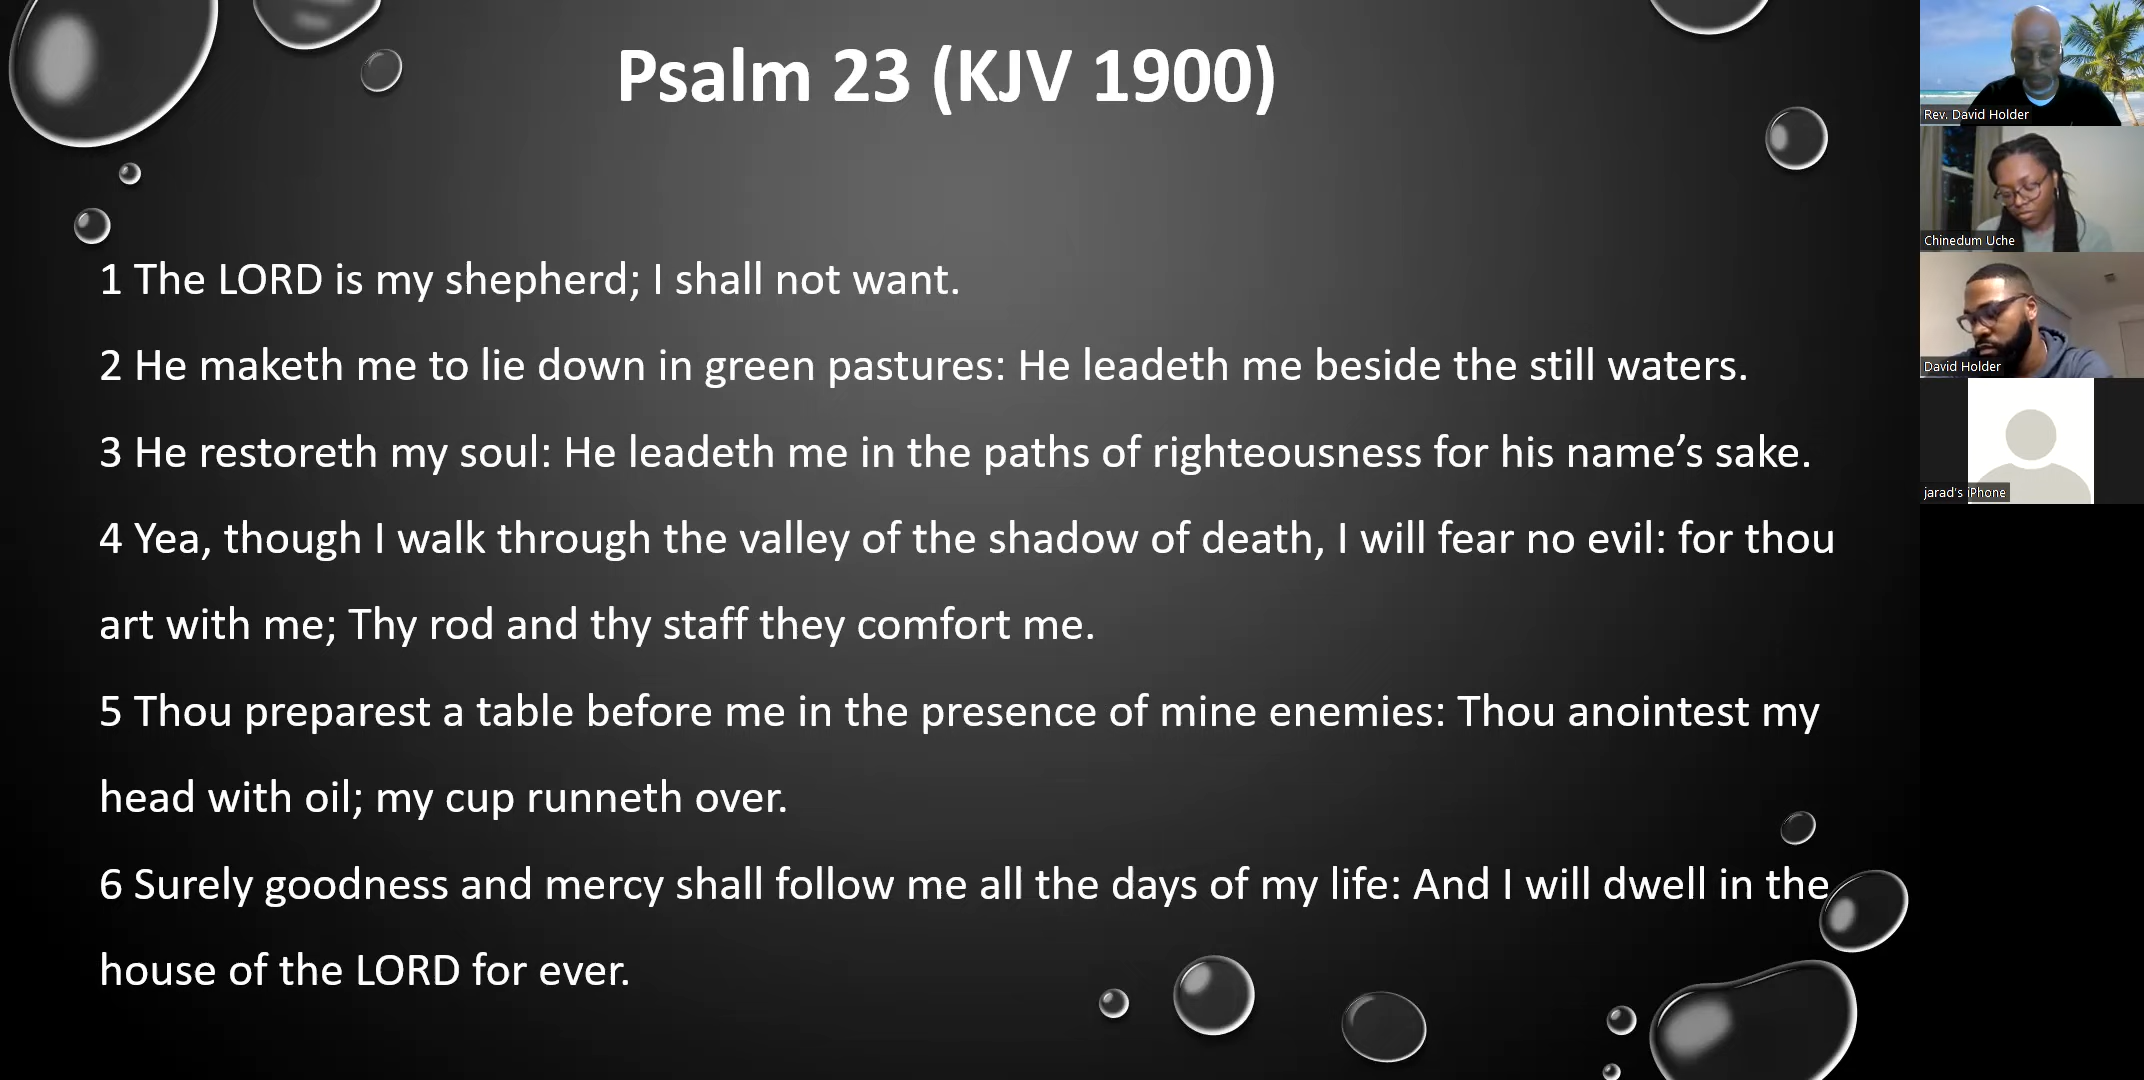 Psalm 23 (KJV 1900)
1 The LORD is my shepherd; I shall not want.
2 He maketh me to lie down in green pastures: He leadeth me beside the still waters.
3 He restoreth my soul: He leadeth me in the paths of righteousness for his name’s sake.
4 Yea, though I walk through the valley of the shadow of death, I will fear no evil: for thou
art with me; Thy rod and thy staff they comfort me.
5 Thou preparest a table before me in the presence of mine enemies: Thou anointest my
head with oil; my cup runneth over.
6 Surely goodness and mercy shall follow me all the days of my life: And I will dwell in the
house of the LORD for ever.
Rev. David Holder
Chinedum Uche
David Holder
jarad's iPhone